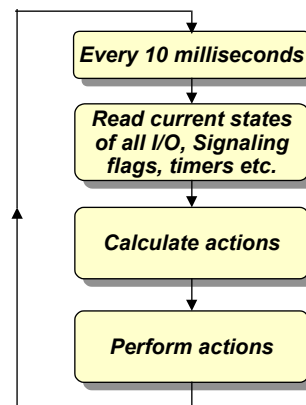 Every 10 milliseconds
Read current states
of all I/O, Signaling
flags, timers etc.
Calculate actions
Perform actions